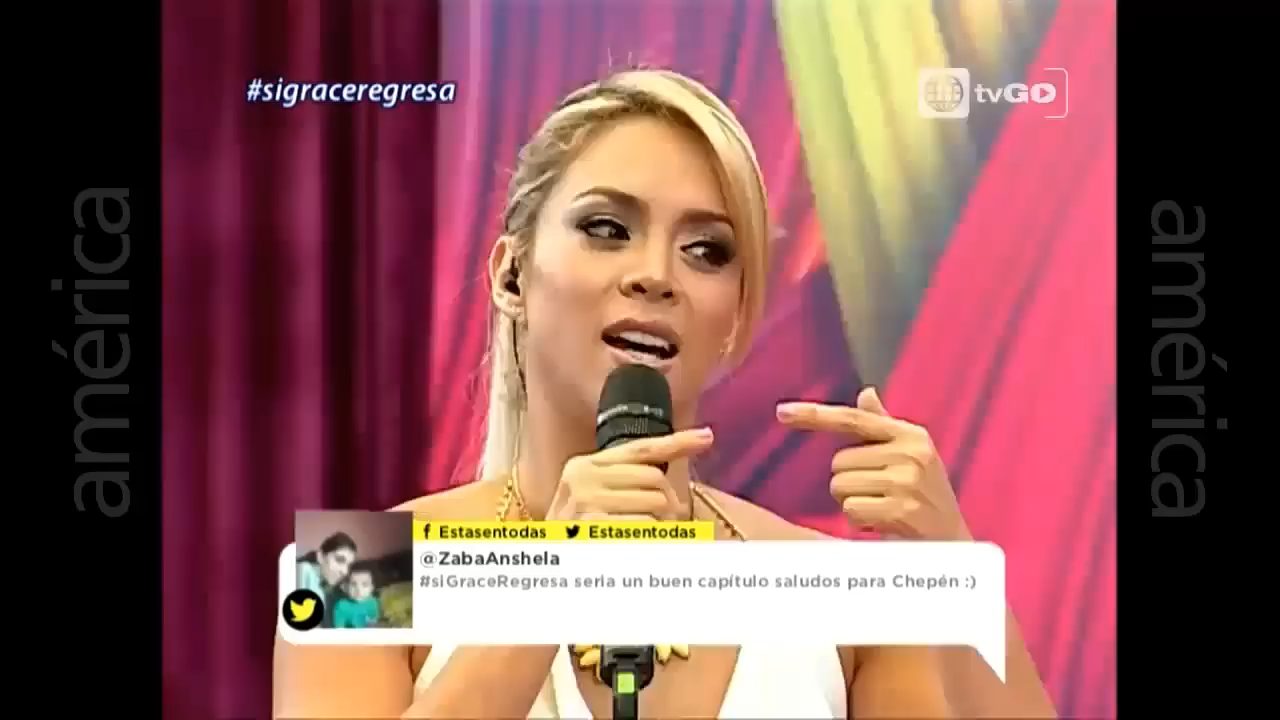 #sigraceregresa
tvGO
américa
américa
Estasentodas Estasentodas
@ZabaAnshela
#siGraceRegresa seria un buen capítulo saludos para Chepén :)